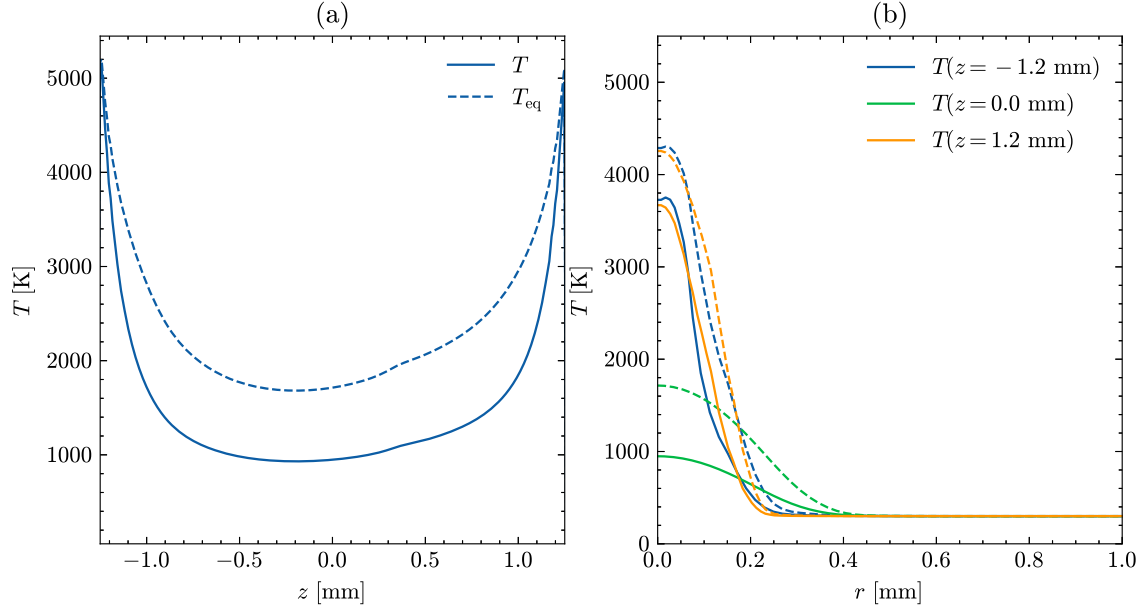 (a)
T
T_eq
5000
4000
3000
2000
1000
T [K]
−1.0 −0.5 0.0 0.5 1.0
z [mm]
(b)
T(z = −1.2 mm)
T(z = 0.0 mm)
T(z = 1.2 mm)
5000
4000
3000
2000
1000
0
T [K]
0.0 0.2 0.4 0.6 0.8 1.0
r [mm]